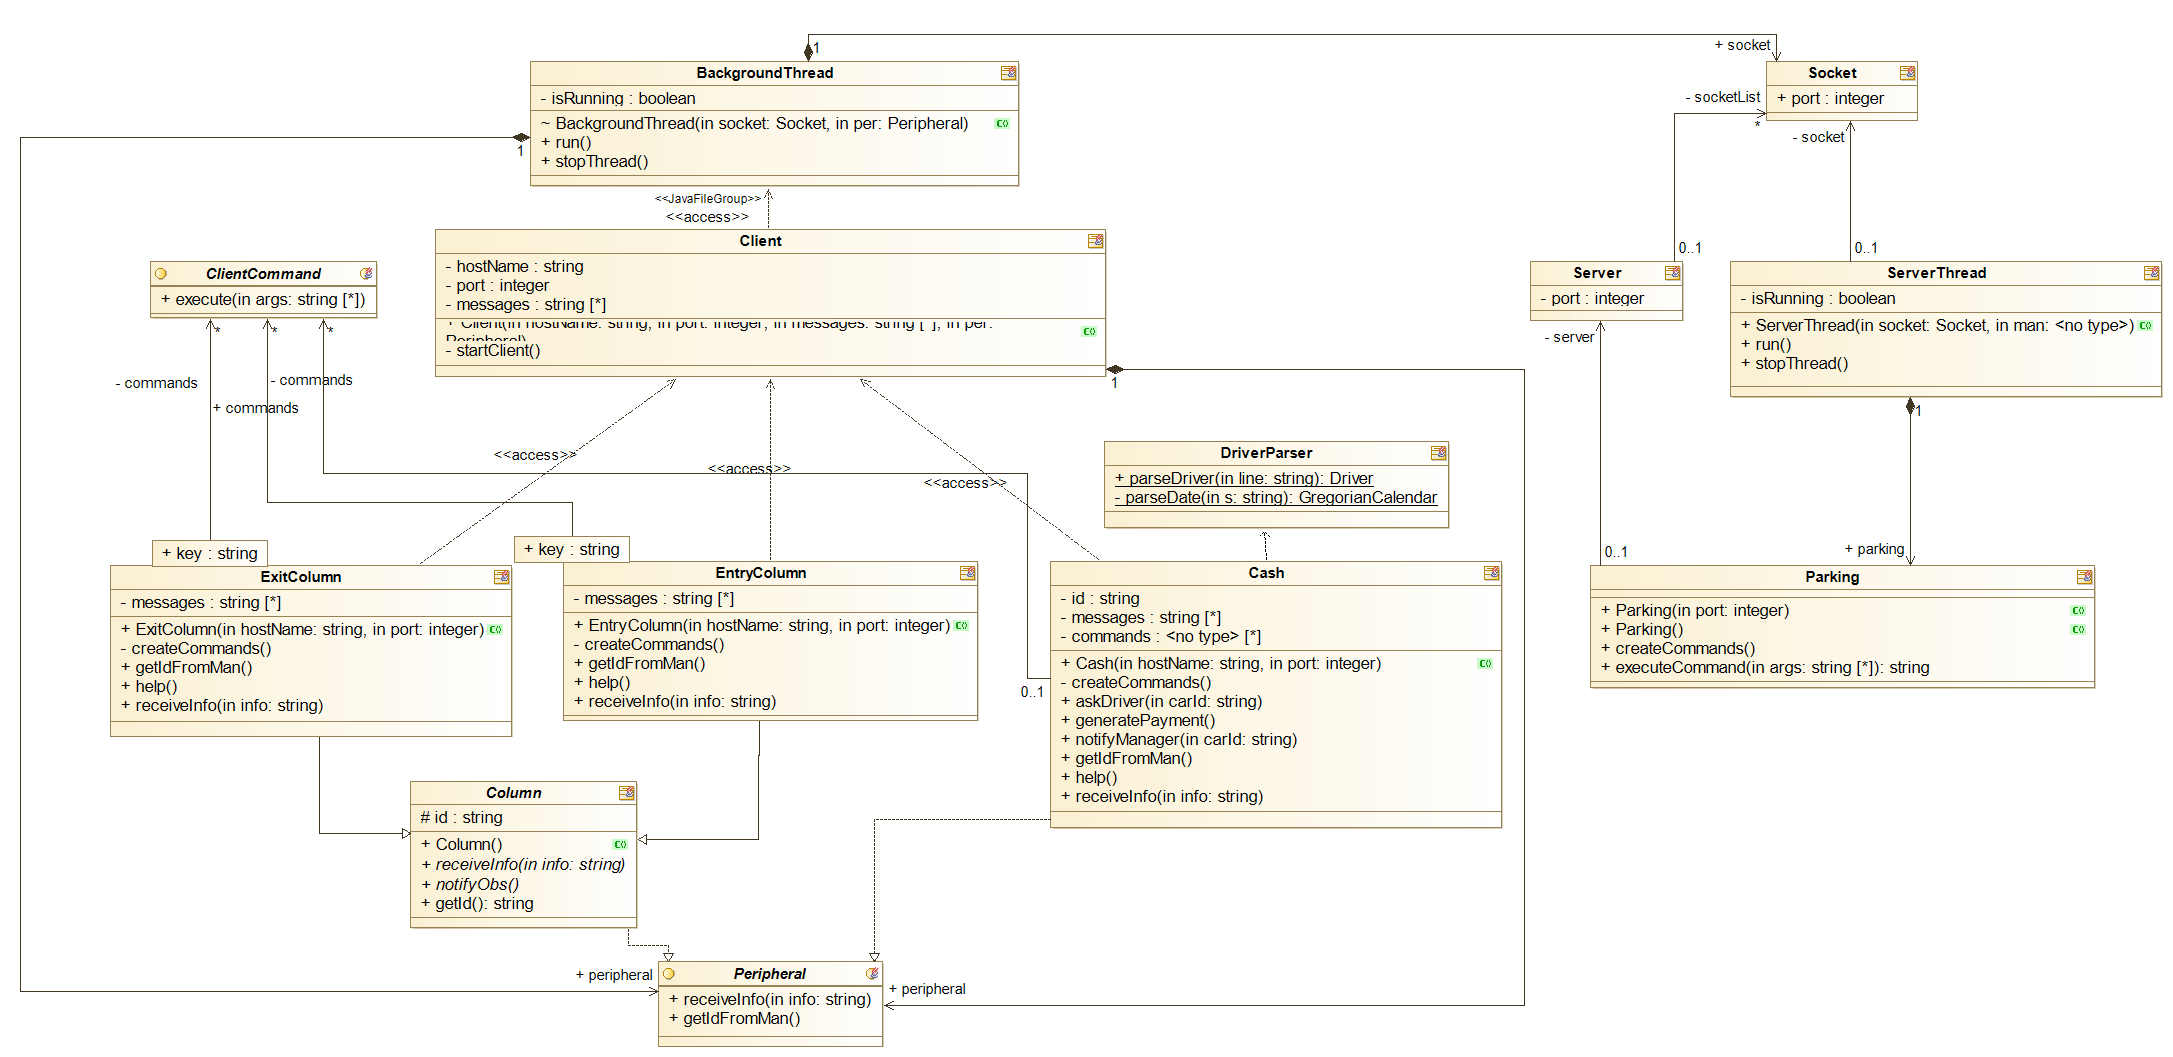 1
+ socket
BackgroundThread
- isRunning : boolean
~ BackgroundThread(in socket: Socket, in per: Peripheral)
+ run()
+ stopThread()
1
Socket
+ port : integer
- socketList
*
- socket
<<JavaFileGroup>>
<<access>>
Client
- hostName : string
- port : integer
- messages : string [*]
+ Client(in hostName: string, in port: integer, in messages: string [*], in per:
Peripheral)
- startClient()
1
ClientCommand
+ execute(in args: string [*])
*
*
*
- commands
- commands
+ commands
0..1
0..1
Server
- port : integer
- server
ServerThread
- isRunning : boolean
+ ServerThread(in socket: Socket, in man: <no type>)
+ run()
+ stopThread()
1
<<access>>
<<access>>
<<access>>
DriverParser
+ parseDriver(in line: string): Driver
- parseDate(in s: string): GregorianCalendar
+ key : string
+ key : string
0..1
+ parking
ExitColumn
- messages : string [*]
+ ExitColumn(in hostName: string, in port: integer)
- createCommands()
+ getIdFromMan()
+ help()
+ receiveInfo(in info: string)
EntryColumn
- messages : string [*]
+ EntryColumn(in hostName: string, in port: integer)
- createCommands()
+ getIdFromMan()
+ help()
+ receiveInfo(in info: string)
0..1
Cash
- id : string
- messages : string [*]
- commands : <no type> [*]
+ Cash(in hostName: string, in port: integer)
- createCommands()
+ askDriver(in carId: string)
+ generatePayment()
+ notifyManager(in carId: string)
+ getIdFromMan()
+ help()
+ receiveInfo(in info: string)
Parking
+ Parking(in port: integer)
+ Parking()
+ createCommands()
+ executeCommand(in args: string [*]): string
Column
# id : string
+ Column()
+ receiveInfo(in info: string)
+ notifyObs()
+ getId(): string
+ peripheral
Peripheral
+ receiveInfo(in info: string)
+ getIdFromMan()
+ peripheral